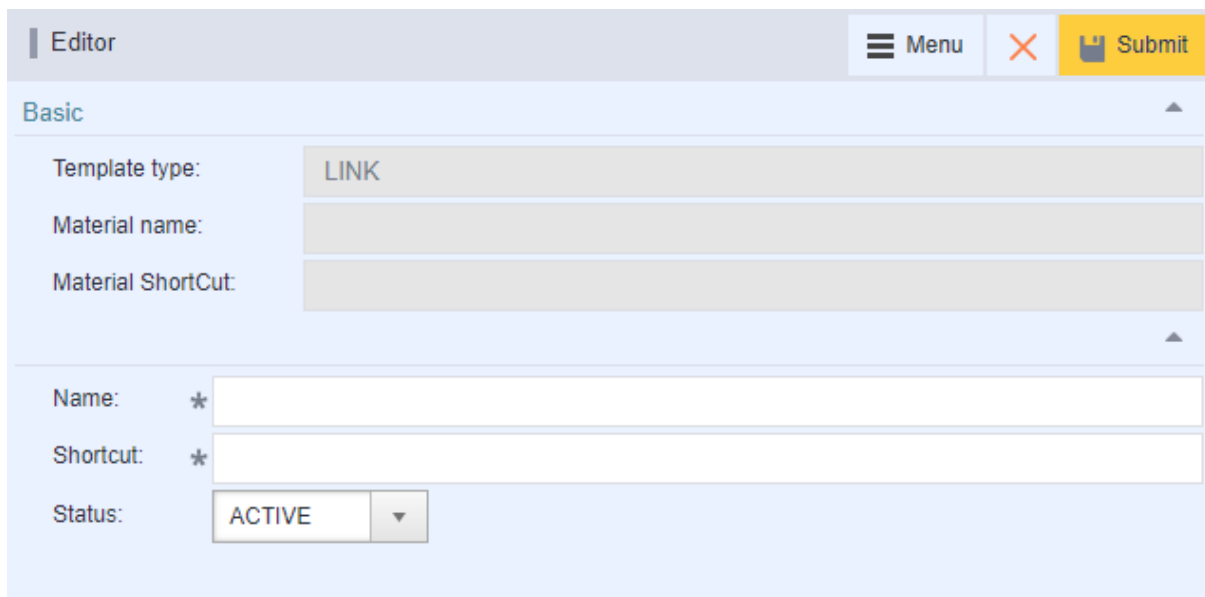 Editor Menu Submit
Basic
Template type: LINK
Material name:
Material ShortCut:
Name: *
Shortcut: *
Status: ACTIVE